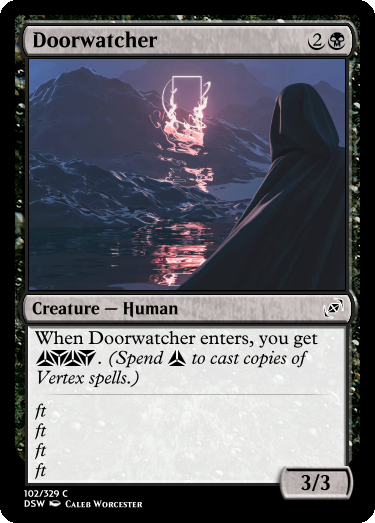 Doorwatcher 2
Creature — Human
When Doorwatcher enters, you get
. (Spend to cast copies of
Vertex spells.)
ft
ft
ft
ft
3/3
102/329 C
DSW Caleb Worcester